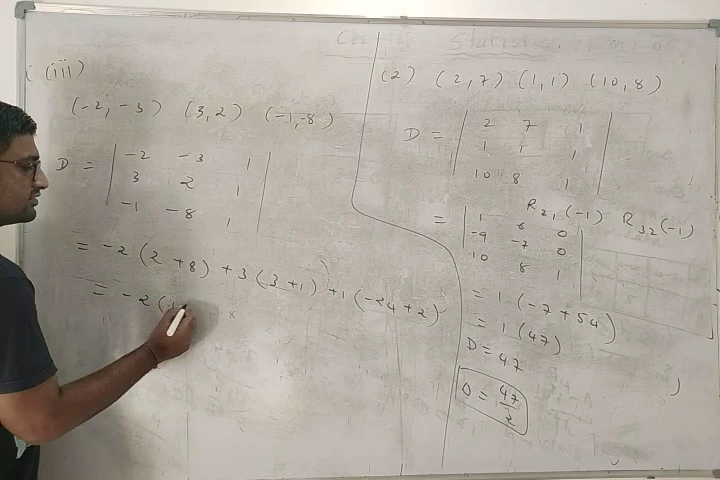 (iii)
(-2, -3) (3, 2) (-1, -8)
D = | -2 -3 1 |
3 2 1
-1 -8 1
= -2 (2 + 8) + 3 (3 + 1) + 1 (-24 + 2)
= -2 (1
(2) (2, 7) (1, 1) (10, 8)
D = | 2 7 1 |
1 1 1
10 8 1
R21 (-1) R32 (-1)
= | 1 6 0 |
-9 -7 0
10 8 1
= 1 (-7 + 54)
= 1 (47)
D = 47
Δ = 47/2